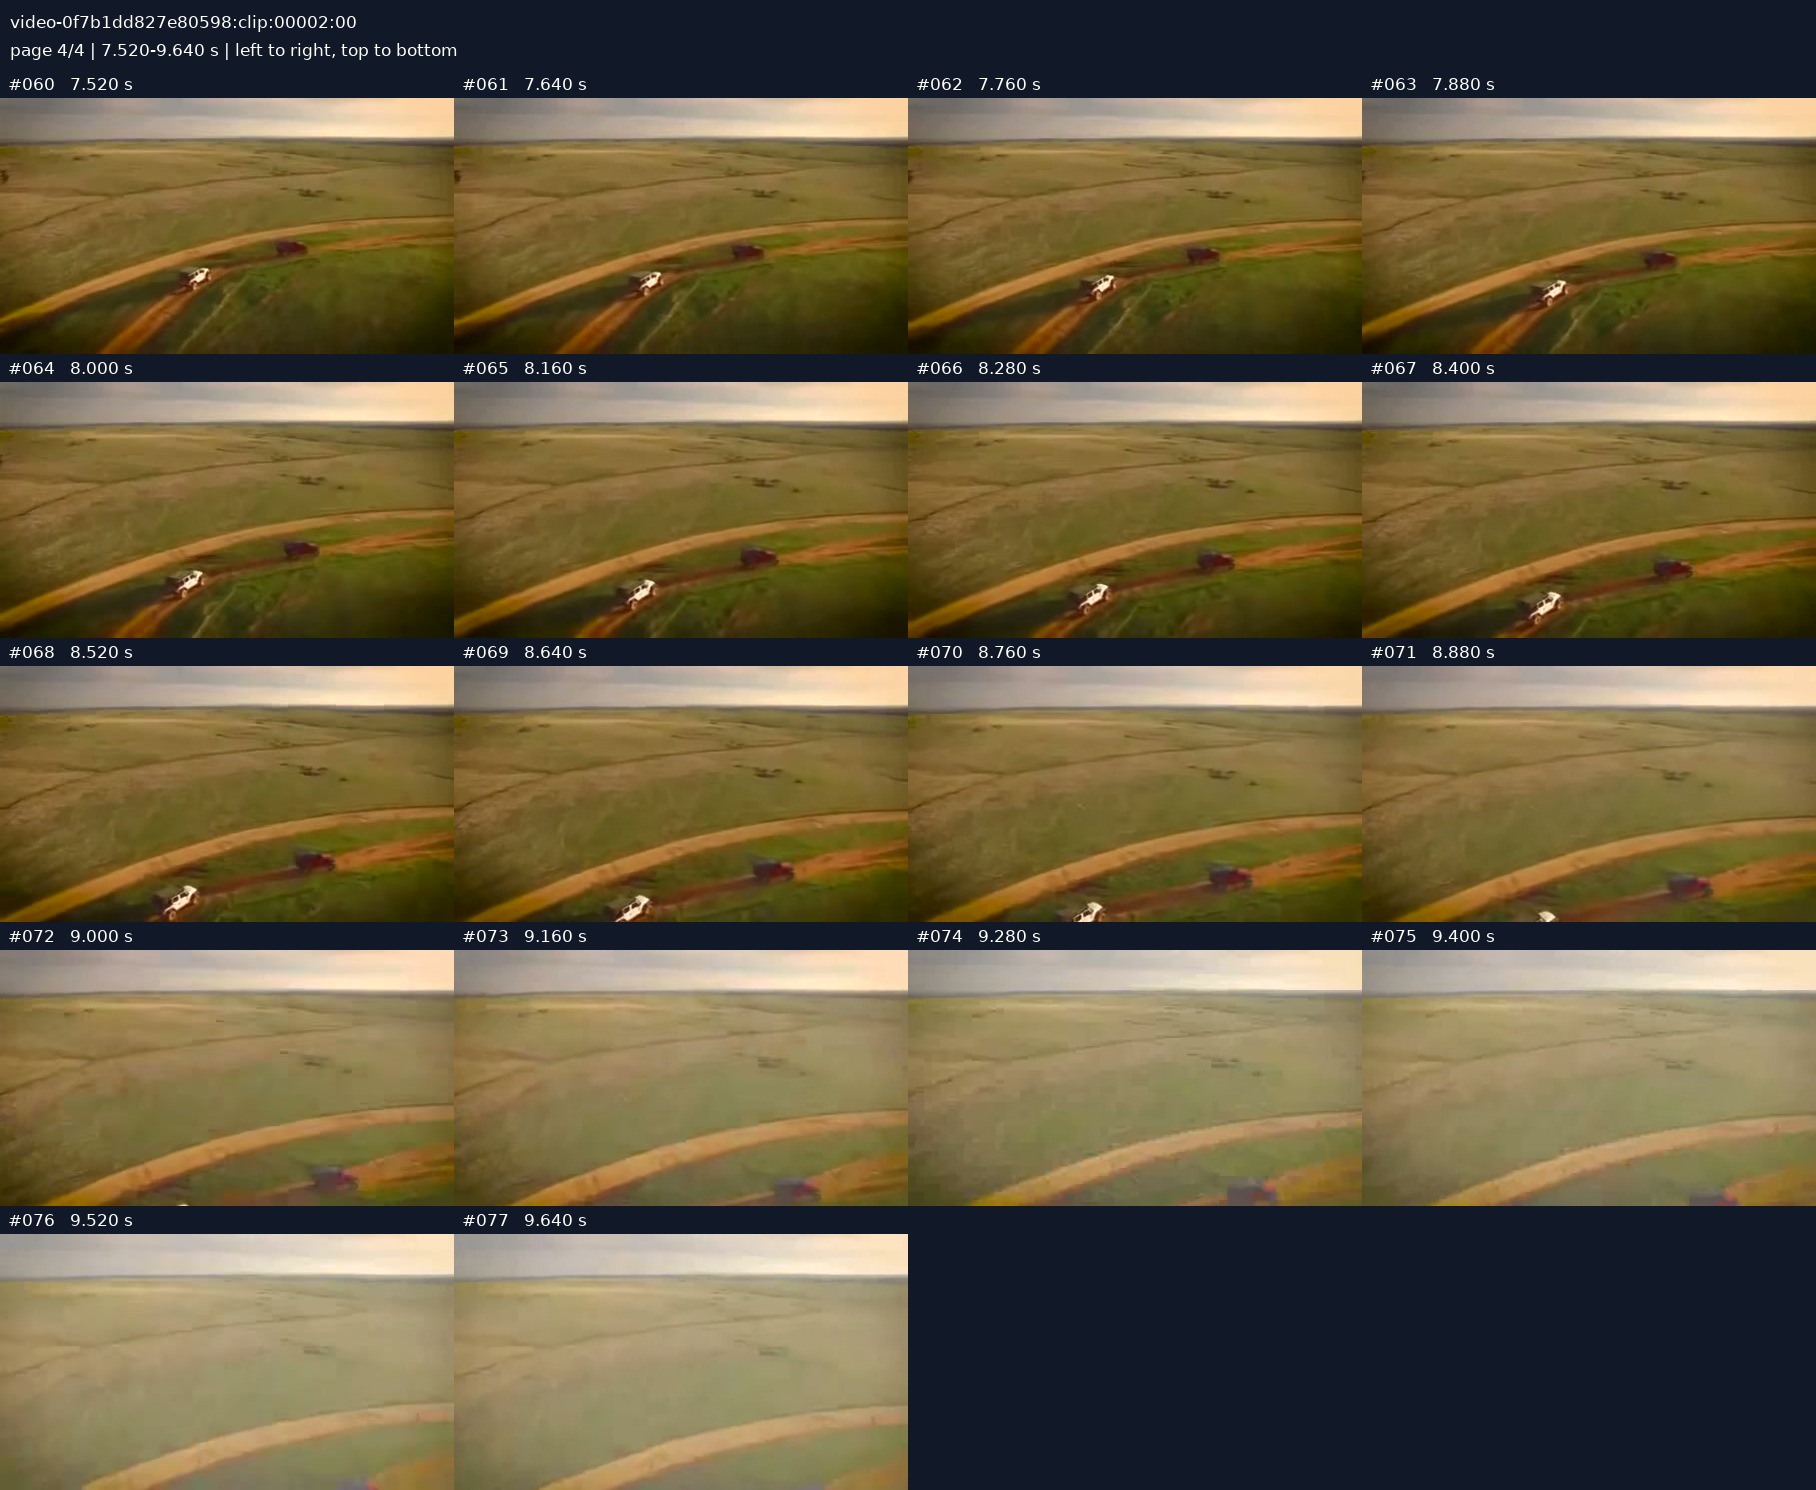 video-0f7b1dd827e80598:clip:00002:00
page 4/4 | 7.520-9.640 s | left to right, top to bottom
#060 7.520 s
#061 7.640 s
#062 7.760 s
#063 7.880 s
#064 8.000 s
#065 8.160 s
#066 8.280 s
#067 8.400 s
#068 8.520 s
#069 8.640 s
#070 8.760 s
#071 8.880 s
#072 9.000 s
#073 9.160 s
#074 9.280 s
#075 9.400 s
#076 9.520 s
#077 9.640 s